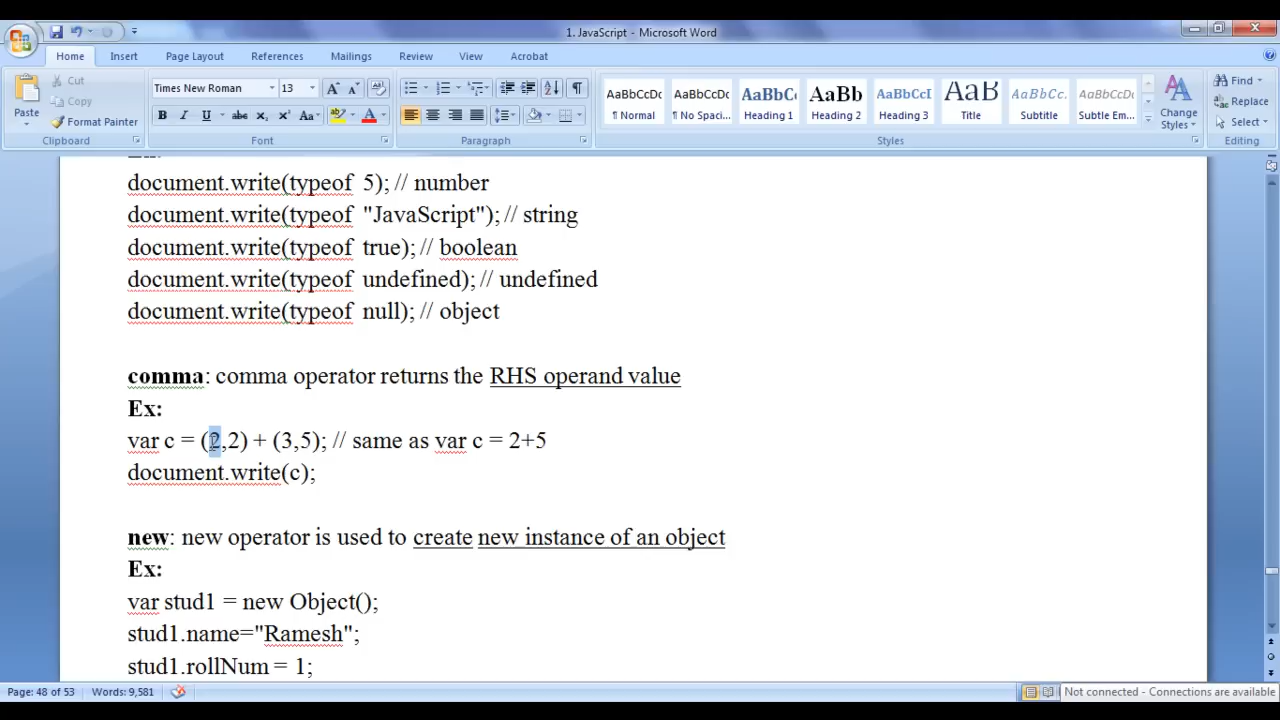 1. JavaScript - Microsoft Word
Home Insert Page Layout References Mailings Review View Acrobat
Paste
Cut
Copy
Format Painter
Clipboard
Times New Roman 13
Font
Paragraph
AaBbCcDc AaBbCcDc AaBbC AaBb AaBbCcI AaB AaBbCc. AaBbCcDc
¶ Normal ¶ No Spaci... Heading 1 Heading 2 Heading 3 Title Subtitle Subtle Em...
Change Styles
Styles
Find
Replace
Select
Editing
document.write(typeof 5); // number
document.write(typeof "JavaScript"); // string
document.write(typeof true); // boolean
document.write(typeof undefined); // undefined
document.write(typeof null); // object
comma: comma operator returns the RHS operand value
Ex:
var c = (2,2) + (3,5); // same as var c = 2+5
document.write(c);
new: new operator is used to create new instance of an object
Ex:
var stud1 = new Object();
stud1.name="Ramesh";
stud1.rollNum = 1;
Page: 48 of 53 Words: 9,581
Not connected - Connections are available